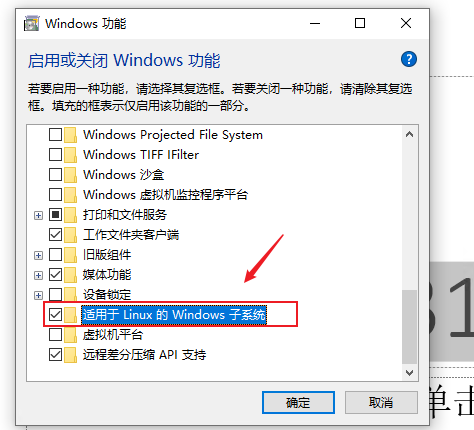 Windows 功能
启用或关闭 Windows 功能
若要启用一种功能，请选择其复选框。若要关闭一种功能，请清除其复选
框。填充的框表示仅启用该功能的一部分。
Windows Projected File System
Windows TIFF IFilter
Windows 沙盒
Windows 虚拟机监控程序平台
打印和文件服务
工作文件夹客户端
旧版组件
媒体功能
设备锁定
适用于 Linux 的 Windows 子系统
虚拟机平台
远程差分压缩 API 支持
确定
取消
31
单击